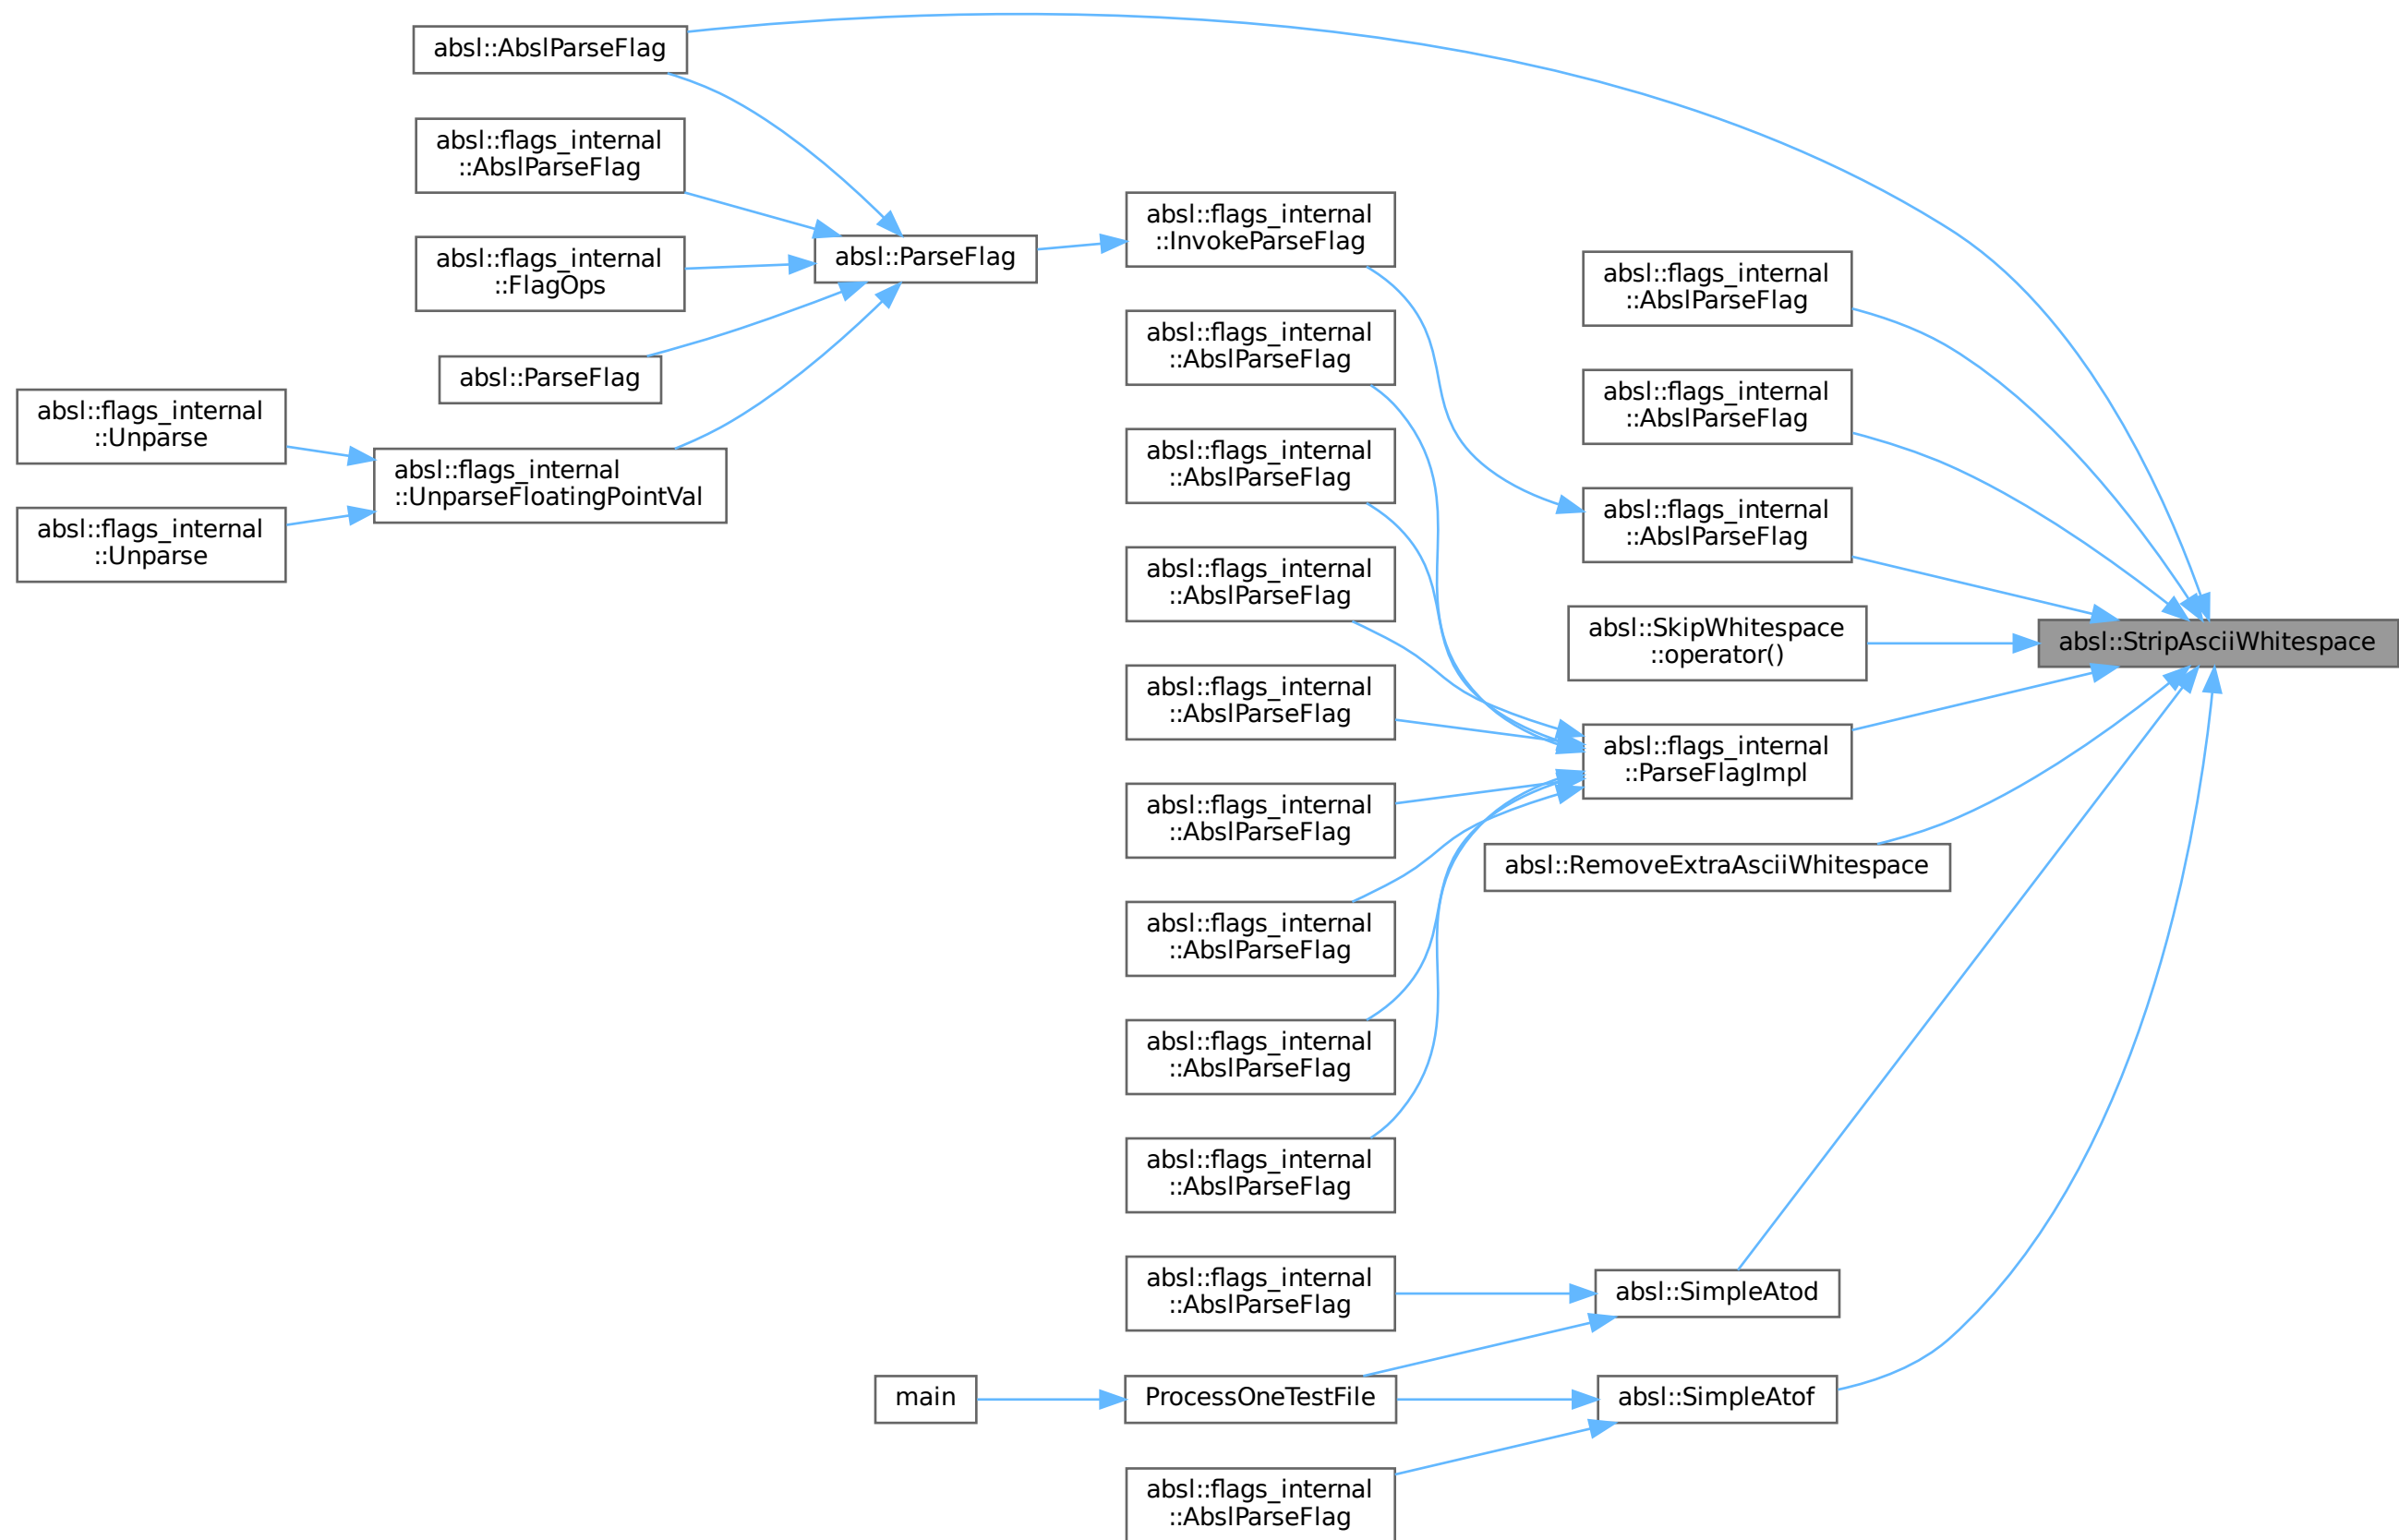 absl::AbslParseFlag
absl::flags_internal
::AbslParseFlag
absl::flags_internal
::FlagOps
absl::ParseFlag
absl::flags_internal
::Unparse
absl::flags_internal
::Unparse
absl::flags_internal
::UnparseFloatingPointVal
absl::ParseFlag
main
absl::flags_internal
::InvokeParseFlag
absl::flags_internal
::AbslParseFlag
absl::flags_internal
::AbslParseFlag
absl::flags_internal
::AbslParseFlag
absl::flags_internal
::AbslParseFlag
absl::flags_internal
::AbslParseFlag
absl::flags_internal
::AbslParseFlag
absl::flags_internal
::AbslParseFlag
absl::flags_internal
::AbslParseFlag
absl::flags_internal
::AbslParseFlag
ProcessOneTestFile
absl::flags_internal
::AbslParseFlag
absl::flags_internal
::AbslParseFlag
absl::flags_internal
::AbslParseFlag
absl::flags_internal
::AbslParseFlag
absl::SkipWhitespace
::operator()
absl::flags_internal
::ParseFlagImpl
absl::RemoveExtraAsciiWhitespace
absl::SimpleAtod
absl::SimpleAtof
absl::StripAsciiWhitespace